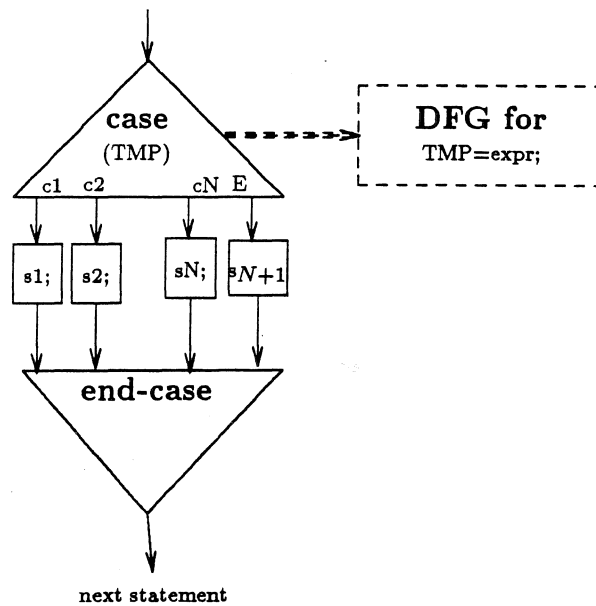 case
(TMP)
DFG for
TMP=expr;
c1 c2 cN E
s1; s2; sN; sN+1
end-case
next statement